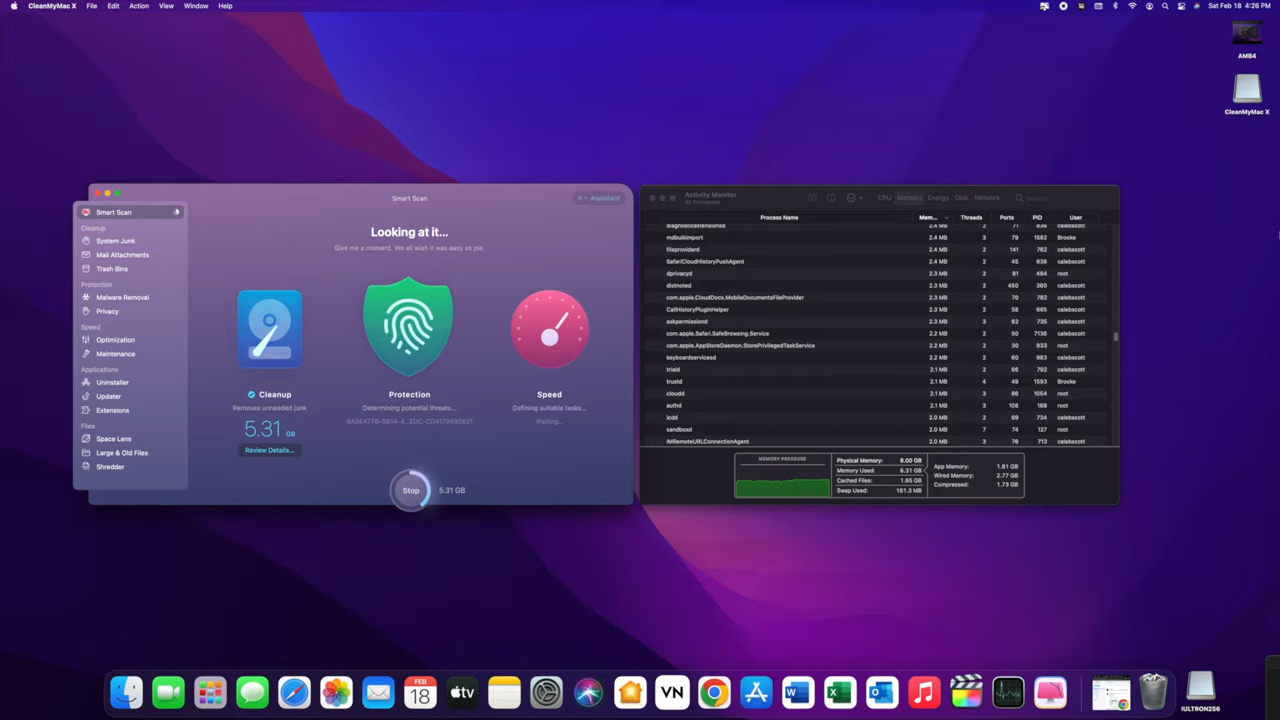 CleanMyMac X File Edit Action View Window Help
Sat Feb 18 4:26 PM
AMB4
CleanMyMac X
Smart Scan
Assistant
Smart Scan
Cleanup
System Junk
Mail Attachments
Trash Bins
Protection
Malware Removal
Privacy
Speed
Optimization
Maintenance
Applications
Uninstaller
Updater
Extensions
Files
Space Lens
Large & Old Files
Shredder
Looking at it...
Give me a moment. We all wish it was easy as pie.
Cleanup
Removes unneeded junk
5.31 GB
Review Details...
Protection
Determining potential threats...
Speed
Defining suitable tasks...
Waiting...
Stop
5.31 GB
Activity Monitor
All Processes
CPU Memory Energy Disk Network
Search
Process Name Mem... Threads Ports PID User
diagnosticextensionsd 2.4 MB 2 71 836 calebscott
mdbulkimport 2.4 MB 3 79 1582 Brooke
fileproviderd 2.4 MB 3 141 762 calebscott
SafariCloudHistoryPushAgent 2.4 MB 2 45 838 calebscott
dprivacyd 2.3 MB 2 81 484 root
distnoted 2.3 MB 2 450 360 calebscott
com.apple.CloudDocs.MobileDocumentsFileProvider 2.3 MB 2 70 782 calebscott
CallHistoryPluginHelper 2.3 MB 2 58 665 calebscott
askpermissiond 2.3 MB 3 62 735 calebscott
com.apple.Safari.SafeBrowsing.Service 2.2 MB 2 50 7136 calebscott
com.apple.AppStoreDaemon.StorePrivilegedTaskService 2.2 MB 2 30 833 root
keyboardservicesd 2.2 MB 2 60 983 calebscott
triald 2.2 MB 2 66 792 calebscott
trustd 2.1 MB 4 49 1593 Brooke
cloudd 2.1 MB 3 86 1054 root
authd 2.1 MB 3 108 168 root
icdd 2.0 MB 2 69 734 calebscott
sandboxd 2.0 MB 7 74 127 root
IMRemoteURLConnectionAgent 2.0 MB 3 76 713 calebscott
MEMORY PRESSURE
Physical Memory: 8.00 GB
Memory Used: 6.31 GB
Cached Files: 1.65 GB
Swap Used: 161.3 MB
App Memory: 1.81 GB
Wired Memory: 2.77 GB
Compressed: 1.73 GB
FEB
18
tv
VN
W
X
O
IULTRON256